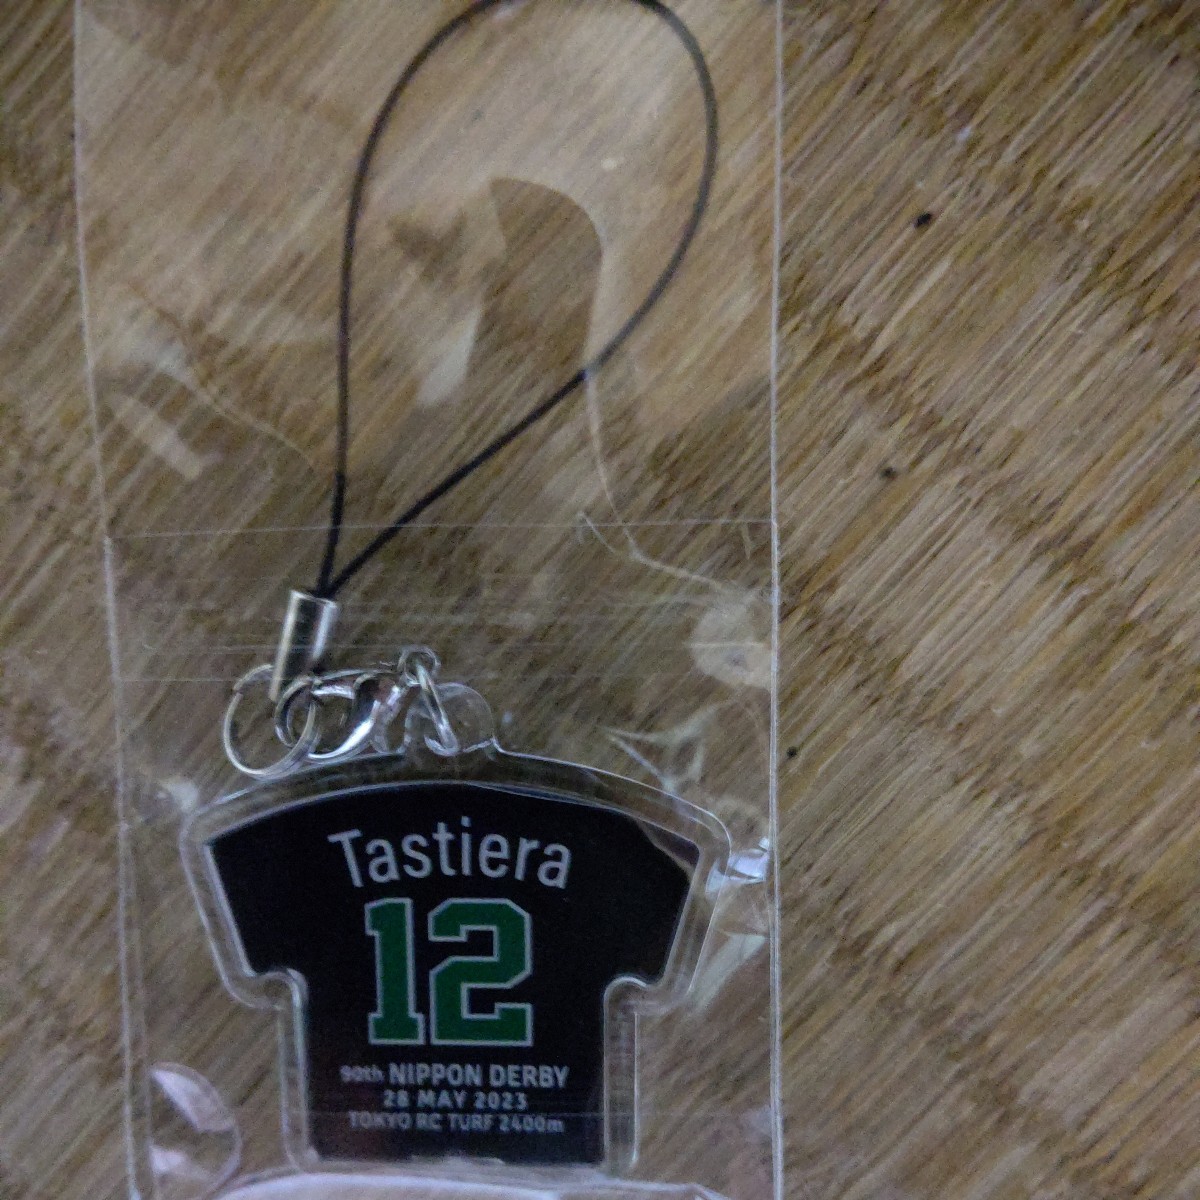 Tastiera
12
90th NIPPON DERBY
28 MAY 2023
TOKYO RC TURF 2400m